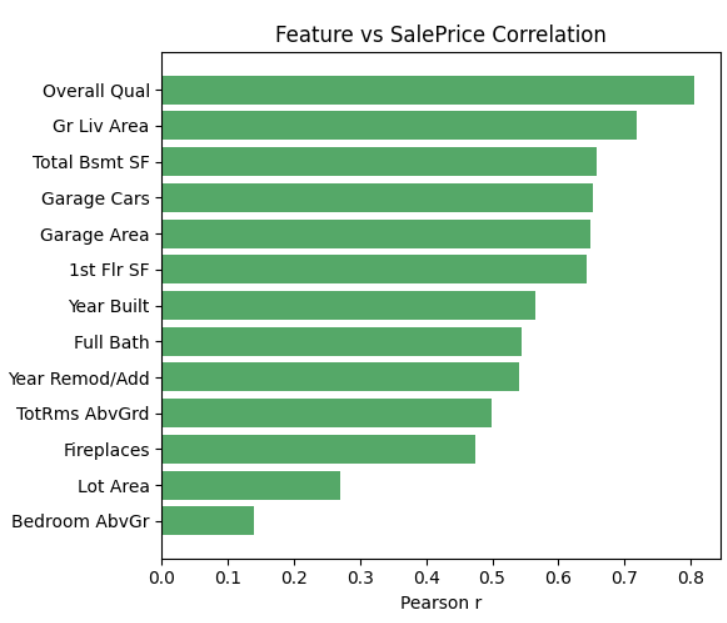 Feature vs SalePrice Correlation
Overall Qual
Gr Liv Area
Total Bsmt SF
Garage Cars
Garage Area
1st Flr SF
Year Built
Full Bath
Year Remod/Add
TotRms AbvGrd
Fireplaces
Lot Area
Bedroom AbvGr
0.0 0.1 0.2 0.3 0.4 0.5 0.6 0.7 0.8
Pearson r